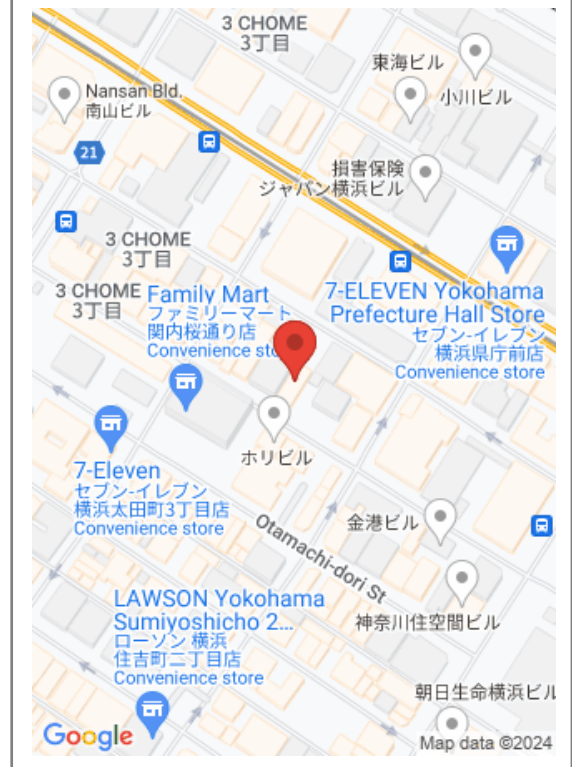 3 CHOME
3丁目
東海ビル
Nansan Bld.
南山ビル
小川ビル
21
損害保険
ジャパン横浜ビル
3 CHOME
3丁目
3 CHOME
3丁目
Family Mart
ファミリーマート
関内桜通り店
Convenience sto
7-ELEVEN Yokohama
Prefecture Hall Store
セブン-イレブン
横浜県庁前店
Convenience store
ホリビル
7-Eleven
セブン-イレブン
横浜太田町3丁目店
Convenience store
金港ビル
Otamachi-dori St
LAWSON Yokohama
Sumiyoshicho 2...
ローソン 横浜
住吉町二丁目店
Convenience store
神奈川住空間ビル
朝日生命横浜ビル
Google
Map data ©2024